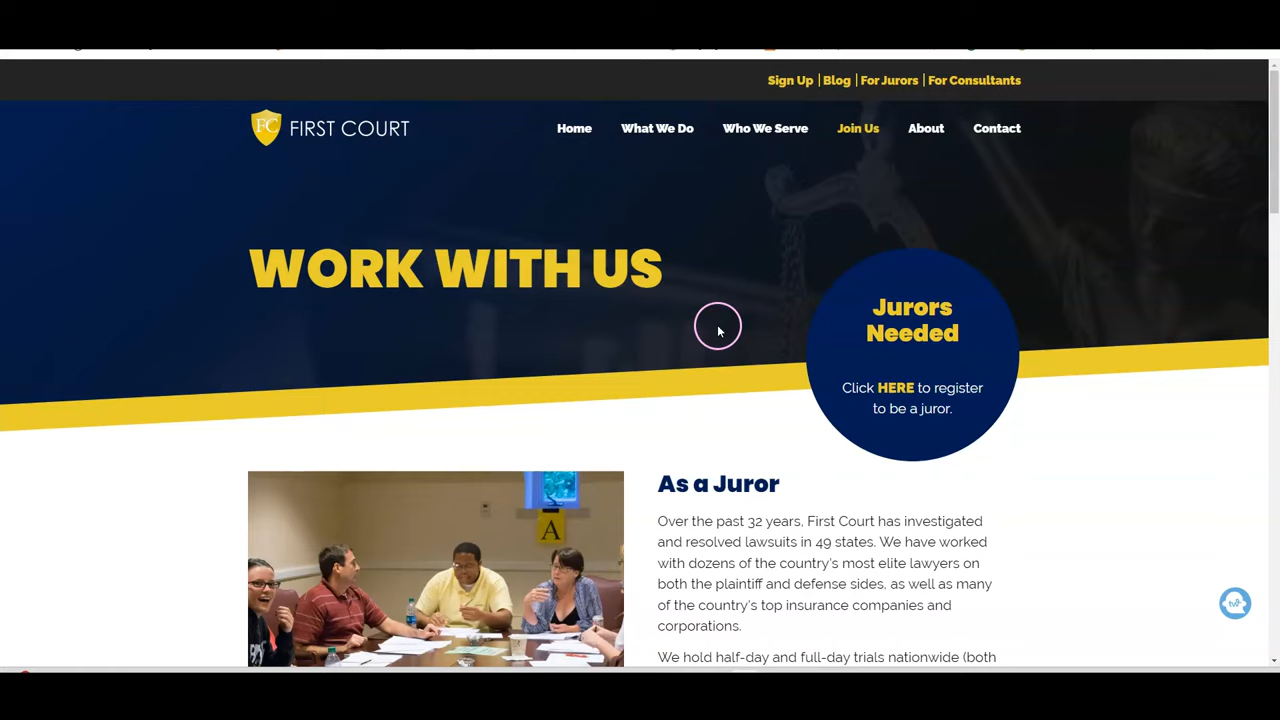 Sign Up | Blog | For Jurors | For Consultants
FC FIRST COURT
Home What We Do Who We Serve Join Us About Contact
WORK WITH US
Jurors
Needed
Click HERE to register
to be a juror.
A
As a Juror
Over the past 32 years, First Court has investigated
and resolved lawsuits in 49 states. We have worked
with dozens of the country's most elite lawyers on
both the plaintiff and defense sides, as well as many
of the country's top insurance companies and
corporations.
We hold half-day and full-day trials nationwide (both